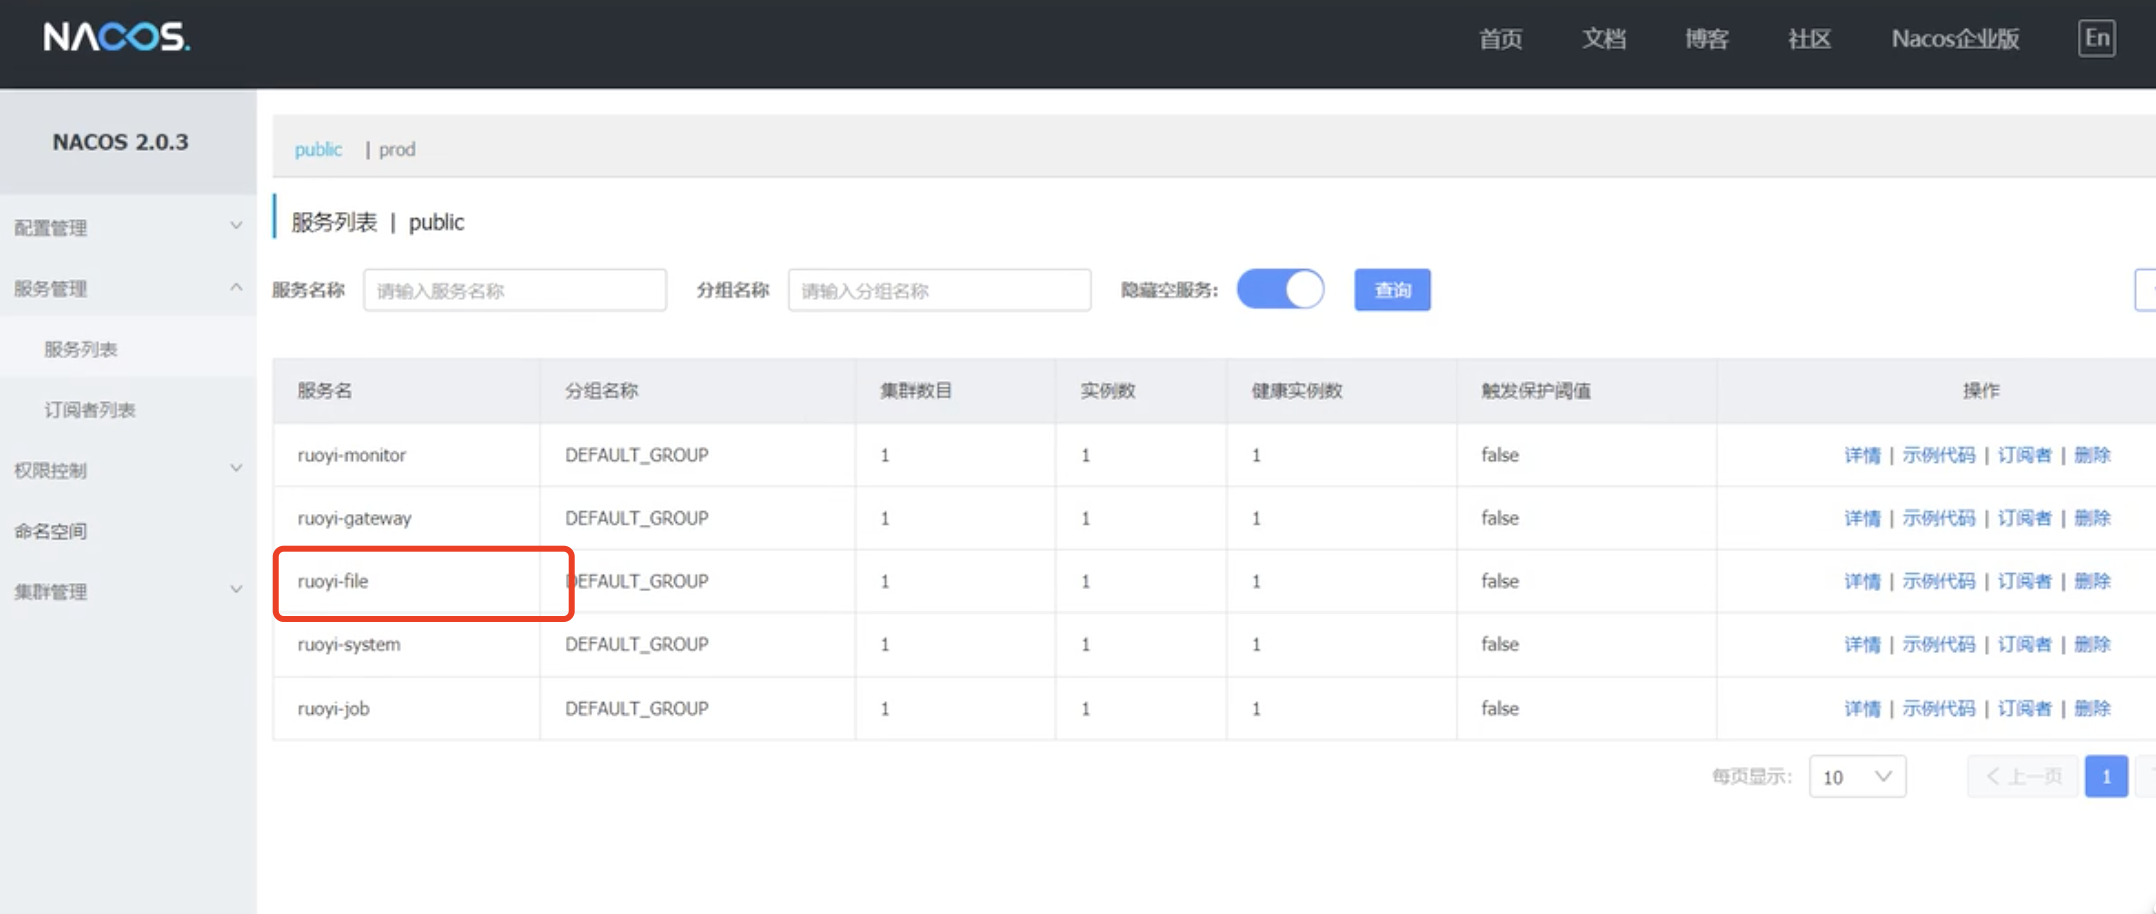 NACOS. 首页 文档 博客 社区 Nacos企业版 En
NACOS 2.0.3
配置管理
服务管理
服务列表
订阅者列表
权限控制
命名空间
集群管理
public | prod
服务列表 | public
服务名称 请输入服务名称 分组名称 请输入分组名称 隐藏空服务: 查询
服务名 分组名称 集群数目 实例数 健康实例数 触发保护阈值 操作
ruoyi-monitor DEFAULT_GROUP 1 1 1 false 详情 | 示例代码 | 订阅者 | 删除
ruoyi-gateway DEFAULT_GROUP 1 1 1 false 详情 | 示例代码 | 订阅者 | 删除
ruoyi-file DEFAULT_GROUP 1 1 1 false 详情 | 示例代码 | 订阅者 | 删除
ruoyi-system DEFAULT_GROUP 1 1 1 false 详情 | 示例代码 | 订阅者 | 删除
ruoyi-job DEFAULT_GROUP 1 1 1 false 详情 | 示例代码 | 订阅者 | 删除
每页显示: 10 上一页 1